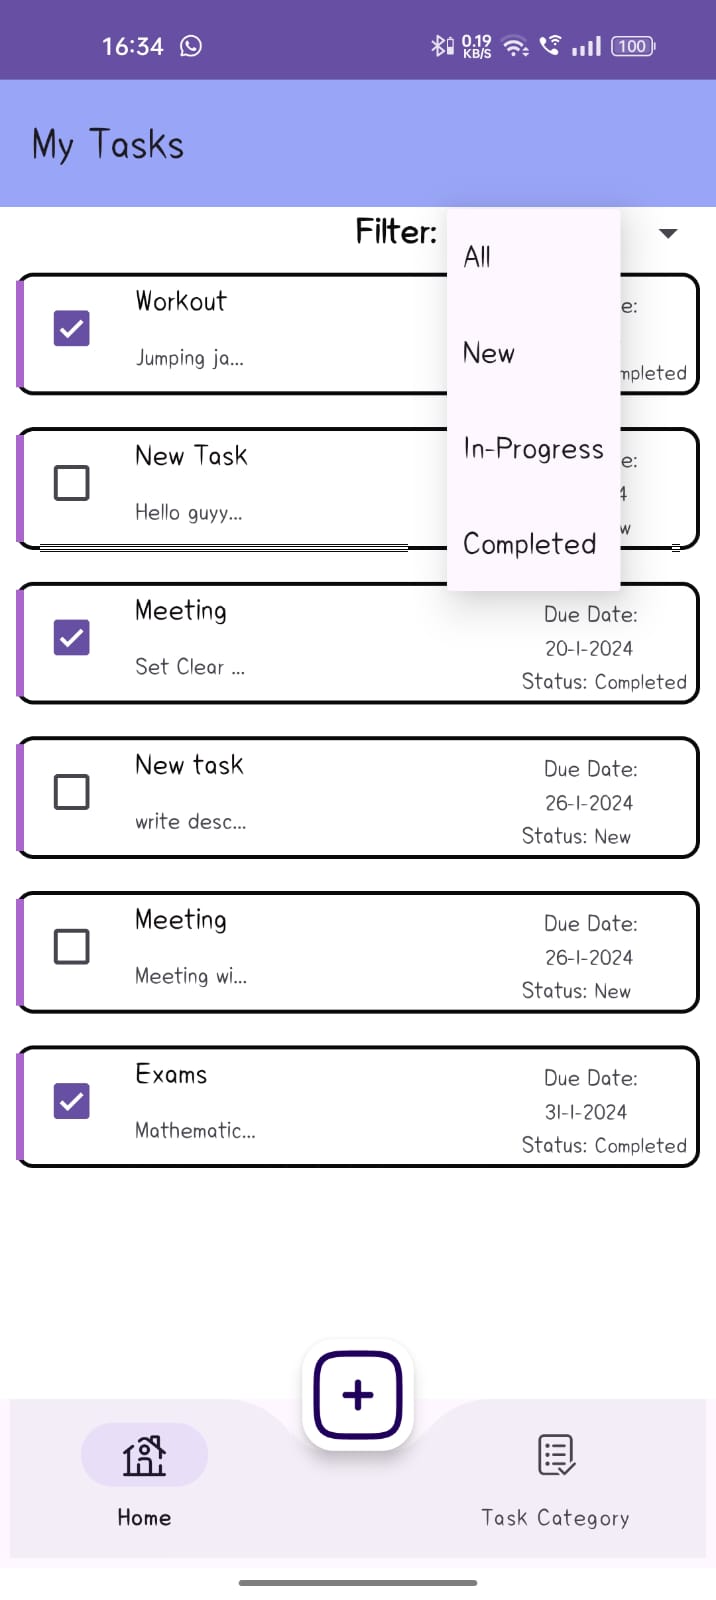 16:34 0.19 KB/S 100
My Tasks
Filter:
All
New
In-Progress
Completed
Workout
Jumping ja...
e:
mpleted
New Task
Hello guyy...
e:
4
w
Meeting
Set Clear ...
Due Date:
20-1-2024
Status: Completed
New task
write desc...
Due Date:
26-1-2024
Status: New
Meeting
Meeting wi...
Due Date:
26-1-2024
Status: New
Exams
Mathematic...
Due Date:
31-1-2024
Status: Completed
Home
Task Category